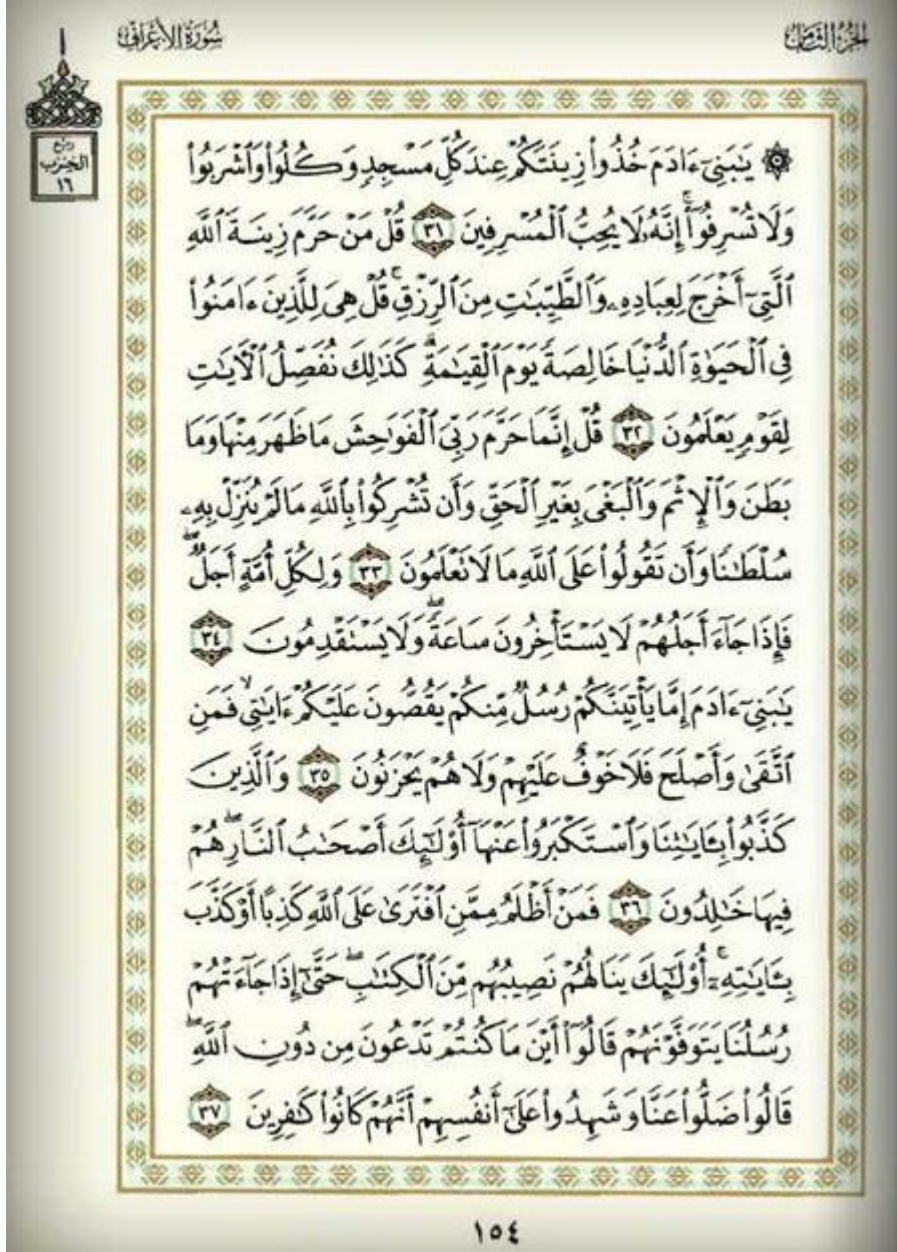 الجزء الثامن
سورة الأعراف
ربع
الحزب
١٦
۞ يَٰبَنِيٓ ءَادَمَ خُذُوا۟ زِينَتَكُمْ عِندَ كُلِّ مَسْجِدٍ وَكُلُوا۟ وَٱشْرَبُوا۟
وَلَا تُسْرِفُوٓا۟ ۚ إِنَّهُۥ لَا يُحِبُّ ٱلْمُسْرِفِينَ ٣١ قُلْ مَنْ حَرَّمَ زِينَةَ ٱللَّهِ
ٱلَّتِيٓ أَخْرَجَ لِعِبَادِهِۦ وَٱلطَّيِّبَٰتِ مِنَ ٱلرِّزْقِ ۚ قُلْ هِيَ لِلَّذِينَ ءَامَنُوا۟
فِي ٱلْحَيَوٰةِ ٱلدُّنْيَا خَالِصَةً يَوْمَ ٱلْقِيَٰمَةِ ۗ كَذَٰلِكَ نُفَصِّلُ ٱلْءَايَٰتِ
لِقَوْمٍ يَعْلَمُونَ ٣٢ قُلْ إِنَّمَا حَرَّمَ رَبِّيَ ٱلْفَوَٰحِشَ مَا ظَهَرَ مِنْهَا وَمَا
بَطَنَ وَٱلْإِثْمَ وَٱلْبَغْيَ بِغَيْرِ ٱلْحَقِّ وَأَن تُشْرِكُوا۟ بِٱللَّهِ مَا لَمْ يُنَزِّلْ بِهِۦ
سُلْطَٰنًا وَأَن تَقُولُوا۟ عَلَى ٱللَّهِ مَا لَا تَعْلَمُونَ ٣٣ وَلِكُلِّ أُمَّةٍ أَجَلٌ ۖ
فَإِذَا جَآءَ أَجَلُهُمْ لَا يَسْتَأْخِرُونَ سَاعَةً ۖ وَلَا يَسْتَقْدِمُونَ ٣٤
يَٰبَنِيٓ ءَادَمَ إِمَّا يَأْتِيَنَّكُمْ رُسُلٌ مِّنكُمْ يَقُصُّونَ عَلَيْكُمْ ءَايَٰتِي ۙ فَمَنِ
ٱتَّقَىٰ وَأَصْلَحَ فَلَا خَوْفٌ عَلَيْهِمْ وَلَا هُمْ يَحْزَنُونَ ٣٥ وَٱلَّذِينَ
كَذَّبُوا۟ بِـَٔايَٰتِنَا وَٱسْتَكْبَرُوا۟ عَنْهَآ أُو۟لَٰٓئِكَ أَصْحَٰبُ ٱلنَّارِ ۖ هُمْ
فِيهَا خَٰلِدُونَ ٣٦ فَمَنْ أَظْلَمُ مِمَّنِ ٱفْتَرَىٰ عَلَى ٱللَّهِ كَذِبًا أَوْ كَذَّبَ
بِـَٔايَٰتِهِۦٓ ۚ أُو۟لَٰٓئِكَ يَنَالُهُمْ نَصِيبُهُم مِّنَ ٱلْكِتَٰبِ ۖ حَتَّىٰٓ إِذَا جَآءَتْهُمْ
رُسُلُنَا يَتَوَفَّوْنَهُمْ قَالُوٓا۟ أَيْنَ مَا كُنتُمْ تَدْعُونَ مِن دُونِ ٱللَّهِ ۖ
قَالُوا۟ ضَلُّوا۟ عَنَّا وَشَهِدُوا۟ عَلَىٰٓ أَنفُسِهِمْ أَنَّهُمْ كَانُوا۟ كَٰفِرِينَ ٣٧
١٥٤